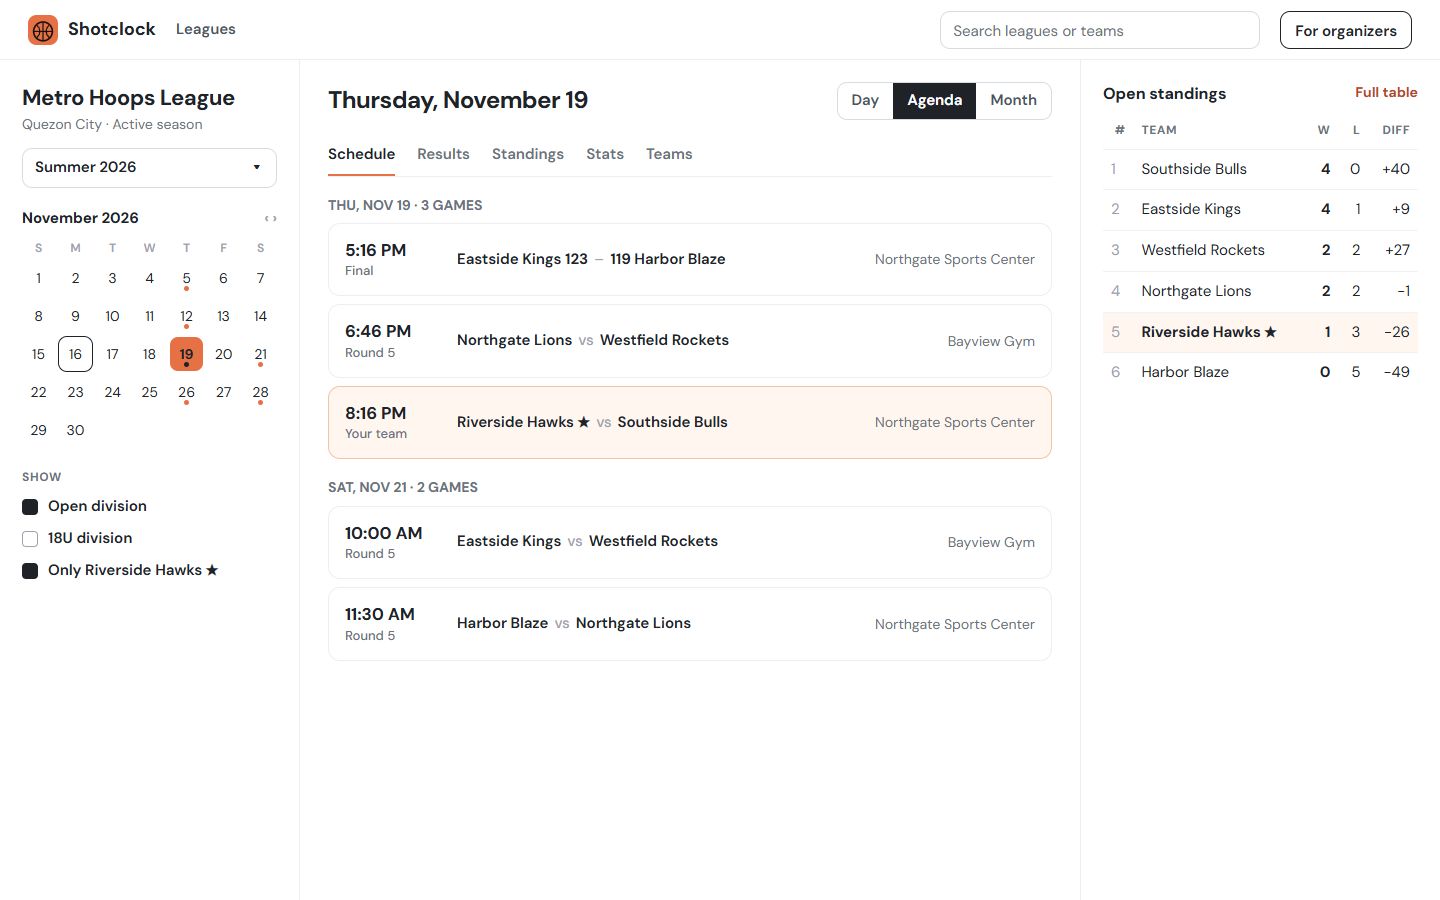 Shotclock Leagues Search leagues or teams For organizers
Metro Hoops League
Quezon City · Active season
Summer 2026
November 2026 ‹ ›
S M T W T F S
1 2 3 4 5 6 7
8 9 10 11 12 13 14
15 16 17 18 19 20 21
22 23 24 25 26 27 28
29 30
SHOW
Open division
18U division
Only Riverside Hawks ★
Thursday, November 19 Day Agenda Month
Schedule Results Standings Stats Teams
THU, NOV 19 · 3 GAMES
5:16 PM
Final
Eastside Kings 123 – 119 Harbor Blaze
Northgate Sports Center
6:46 PM
Round 5
Northgate Lions vs Westfield Rockets
Bayview Gym
8:16 PM
Your team
Riverside Hawks ★ vs Southside Bulls
Northgate Sports Center
SAT, NOV 21 · 2 GAMES
10:00 AM
Round 5
Eastside Kings vs Westfield Rockets
Bayview Gym
11:30 AM
Round 5
Harbor Blaze vs Northgate Lions
Northgate Sports Center
Open standings Full table
# TEAM W L DIFF
1 Southside Bulls 4 0 +40
2 Eastside Kings 4 1 +9
3 Westfield Rockets 2 2 +27
4 Northgate Lions 2 2 −1
5 Riverside Hawks ★ 1 3 −26
6 Harbor Blaze 0 5 −49